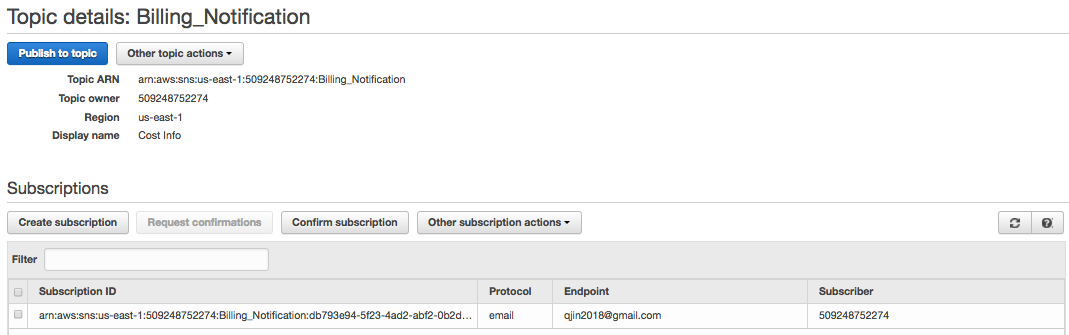 Topic details: Billing_Notification
Publish to topic Other topic actions
Topic ARN arn:aws:sns:us-east-1:509248752274:Billing_Notification
Topic owner 509248752274
Region us-east-1
Display name Cost Info
Subscriptions
Create subscription Request confirmations Confirm subscription Other subscription actions
Filter
Subscription ID Protocol Endpoint Subscriber
arn:aws:sns:us-east-1:509248752274:Billing_Notification:db793e94-5f23-4ad2-abf2-0b2d... email qjin2018@gmail.com 509248752274